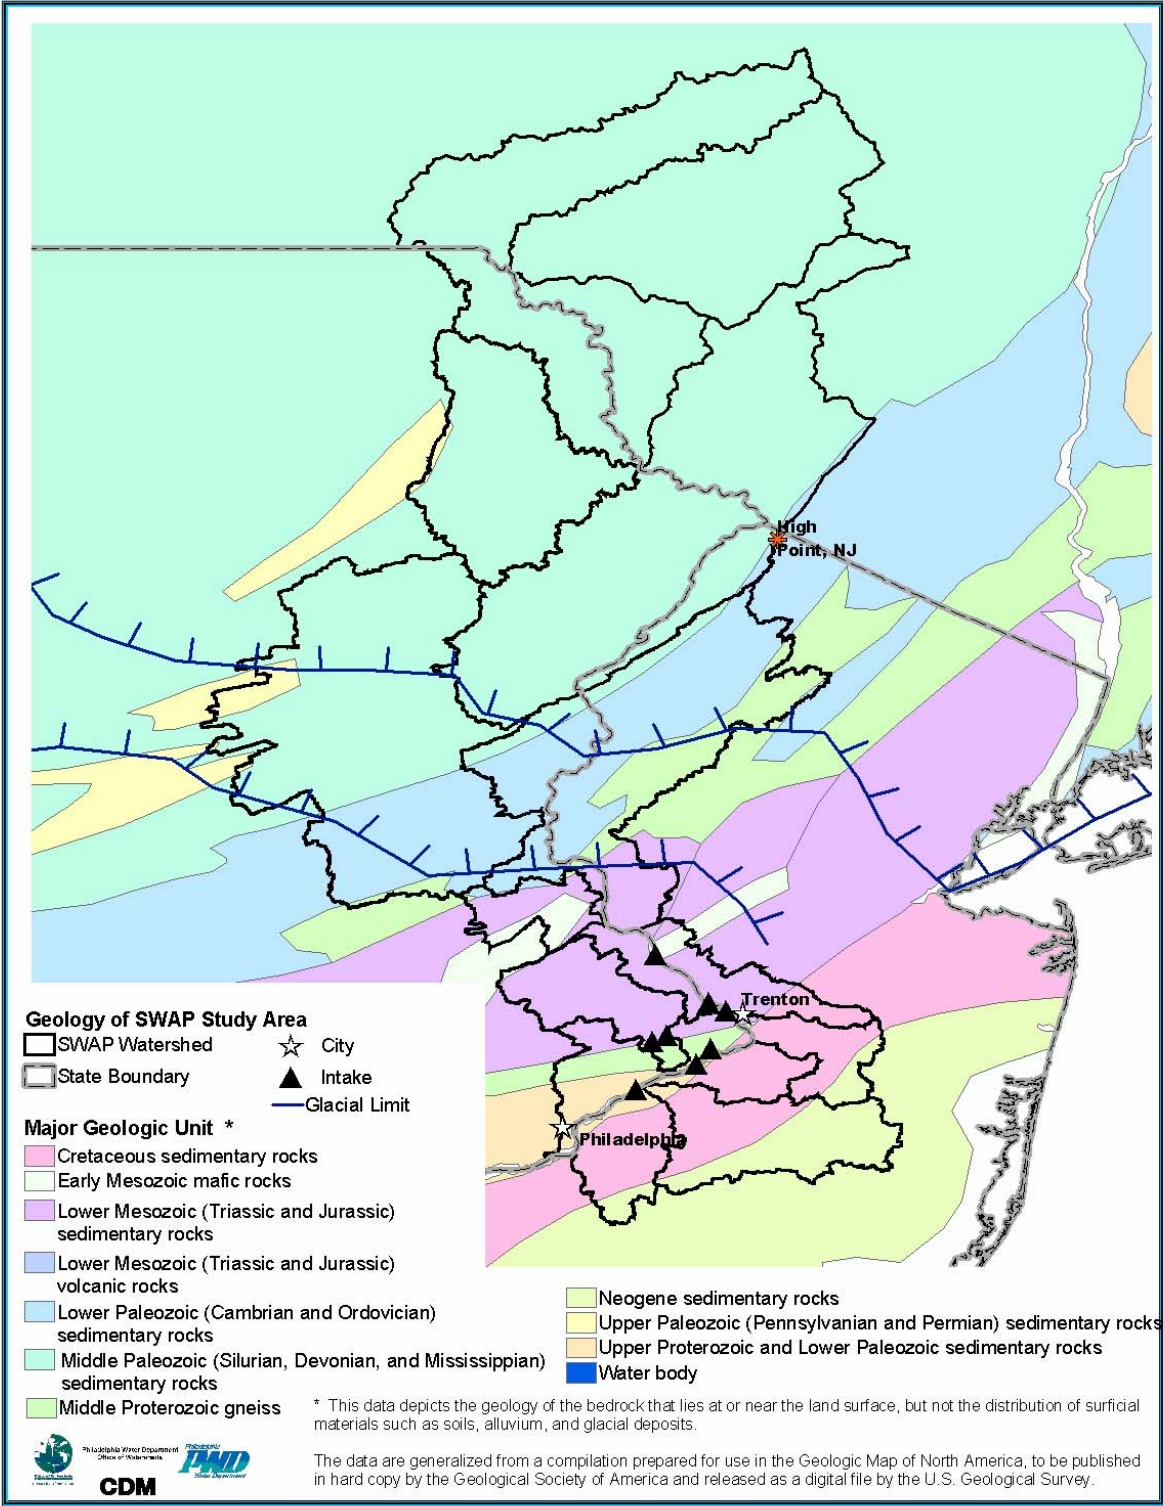 High
Point, NJ
Trenton
Philadelphia
Geology of SWAP Study Area
SWAP Watershed
City
State Boundary
Intake
Glacial Limit
Major Geologic Unit *
Cretaceous sedimentary rocks
Early Mesozoic mafic rocks
Lower Mesozoic (Triassic and Jurassic)
sedimentary rocks
Lower Mesozoic (Triassic and Jurassic)
volcanic rocks
Lower Paleozoic (Cambrian and Ordovician)
sedimentary rocks
Middle Paleozoic (Silurian, Devonian, and Mississippian)
sedimentary rocks
Middle Proterozoic gneiss
Neogene sedimentary rocks
Upper Paleozoic (Pennsylvanian and Permian) sedimentary rocks
Upper Proterozoic and Lower Paleozoic sedimentary rocks
Water body
* This data depicts the geology of the bedrock that lies at or near the land surface, but not the distribution of surficial
materials such as soils, alluvium, and glacial deposits.
The data are generalized from a compilation prepared for use in the Geologic Map of North America, to be published
in hard copy by the Geological Society of America and released as a digital file by the U.S. Geological Survey.
Philadelphia Water Department
Office of Watersheds
CDM
Philadelphia
PWD
Water Department